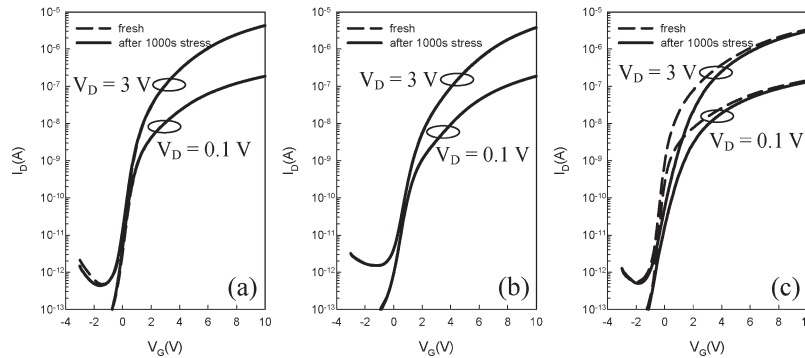 10⁻⁵
10⁻⁶
10⁻⁷
10⁻⁸
10⁻⁹
10⁻¹⁰
10⁻¹¹
10⁻¹²
10⁻¹³
I_D(A)
fresh
after 1000s stress
V_D = 3 V
V_D = 0.1 V
(a)
-4 -2 0 2 4 6 8 10
V_G(V)
10⁻⁵
10⁻⁶
10⁻⁷
10⁻⁸
10⁻⁹
10⁻¹⁰
10⁻¹¹
10⁻¹²
10⁻¹³
I_D(A)
fresh
after 1000s stress
V_D = 3 V
V_D = 0.1 V
(b)
-4 -2 0 2 4 6 8 10
V_G(V)
10⁻⁵
10⁻⁶
10⁻⁷
10⁻⁸
10⁻⁹
10⁻¹⁰
10⁻¹¹
10⁻¹²
10⁻¹³
I_D(A)
fresh
after 1000s stress
V_D = 3 V
V_D = 0.1 V
(c)
-4 -2 0 2 4 6 8 10
V_G(V)